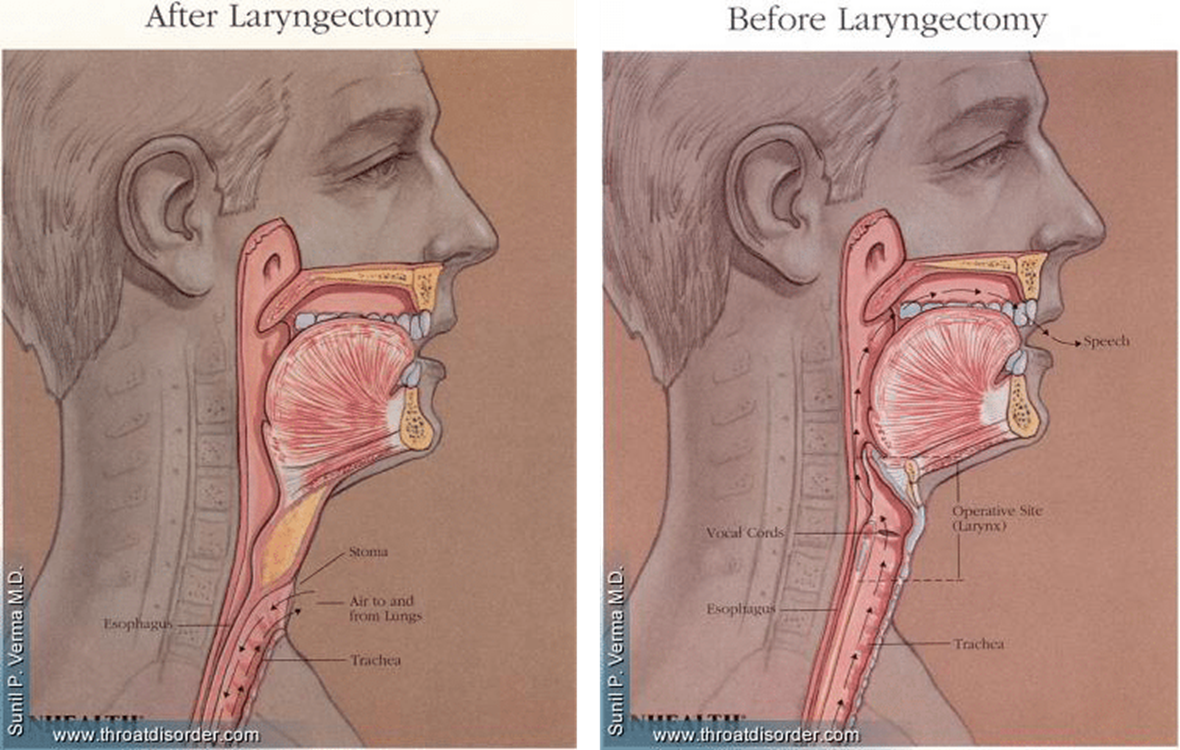 After Laryngectomy
Stoma
Air to and
from Lungs
Esophagus
Trachea
Sunil P. Verma M.D.
www.throatdisorder.com
Before Laryngectomy
Speech
Operative Site
(Larynx)
Vocal Cords
Esophagus
Trachea
Sunil P. Verma M.D.
www.throatdisorder.com